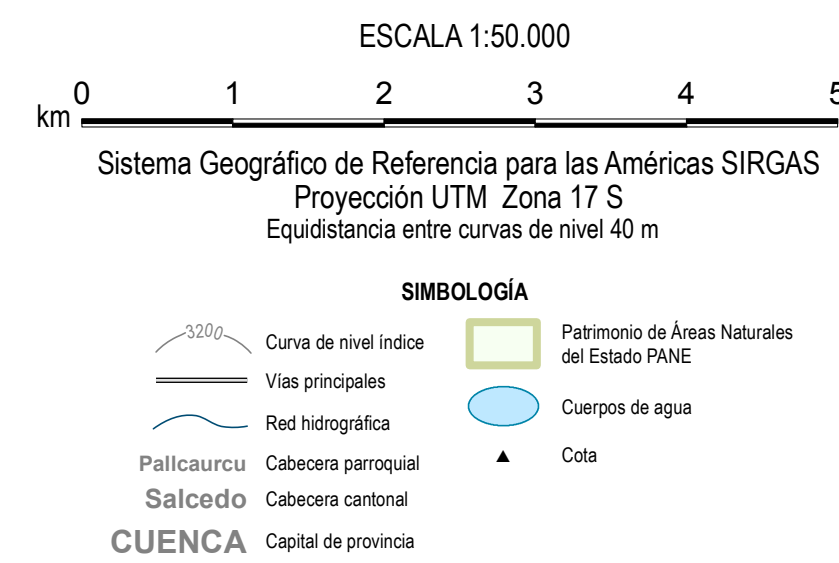 ESCALA 1:50.000
0 1 2 3 4 5
km
Sistema Geográfico de Referencia para las Américas SIRGAS
Proyección UTM Zona 17 S
Equidistancia entre curvas de nivel 40 m
SIMBOLOGÍA
3200 Curva de nivel índice
Vías principales
Red hidrográfica
Pallcaurcu Cabecera parroquial
Salcedo Cabecera cantonal
CUENCA Capital de provincia
Patrimonio de Áreas Naturales
del Estado PANE
Cuerpos de agua
Cota